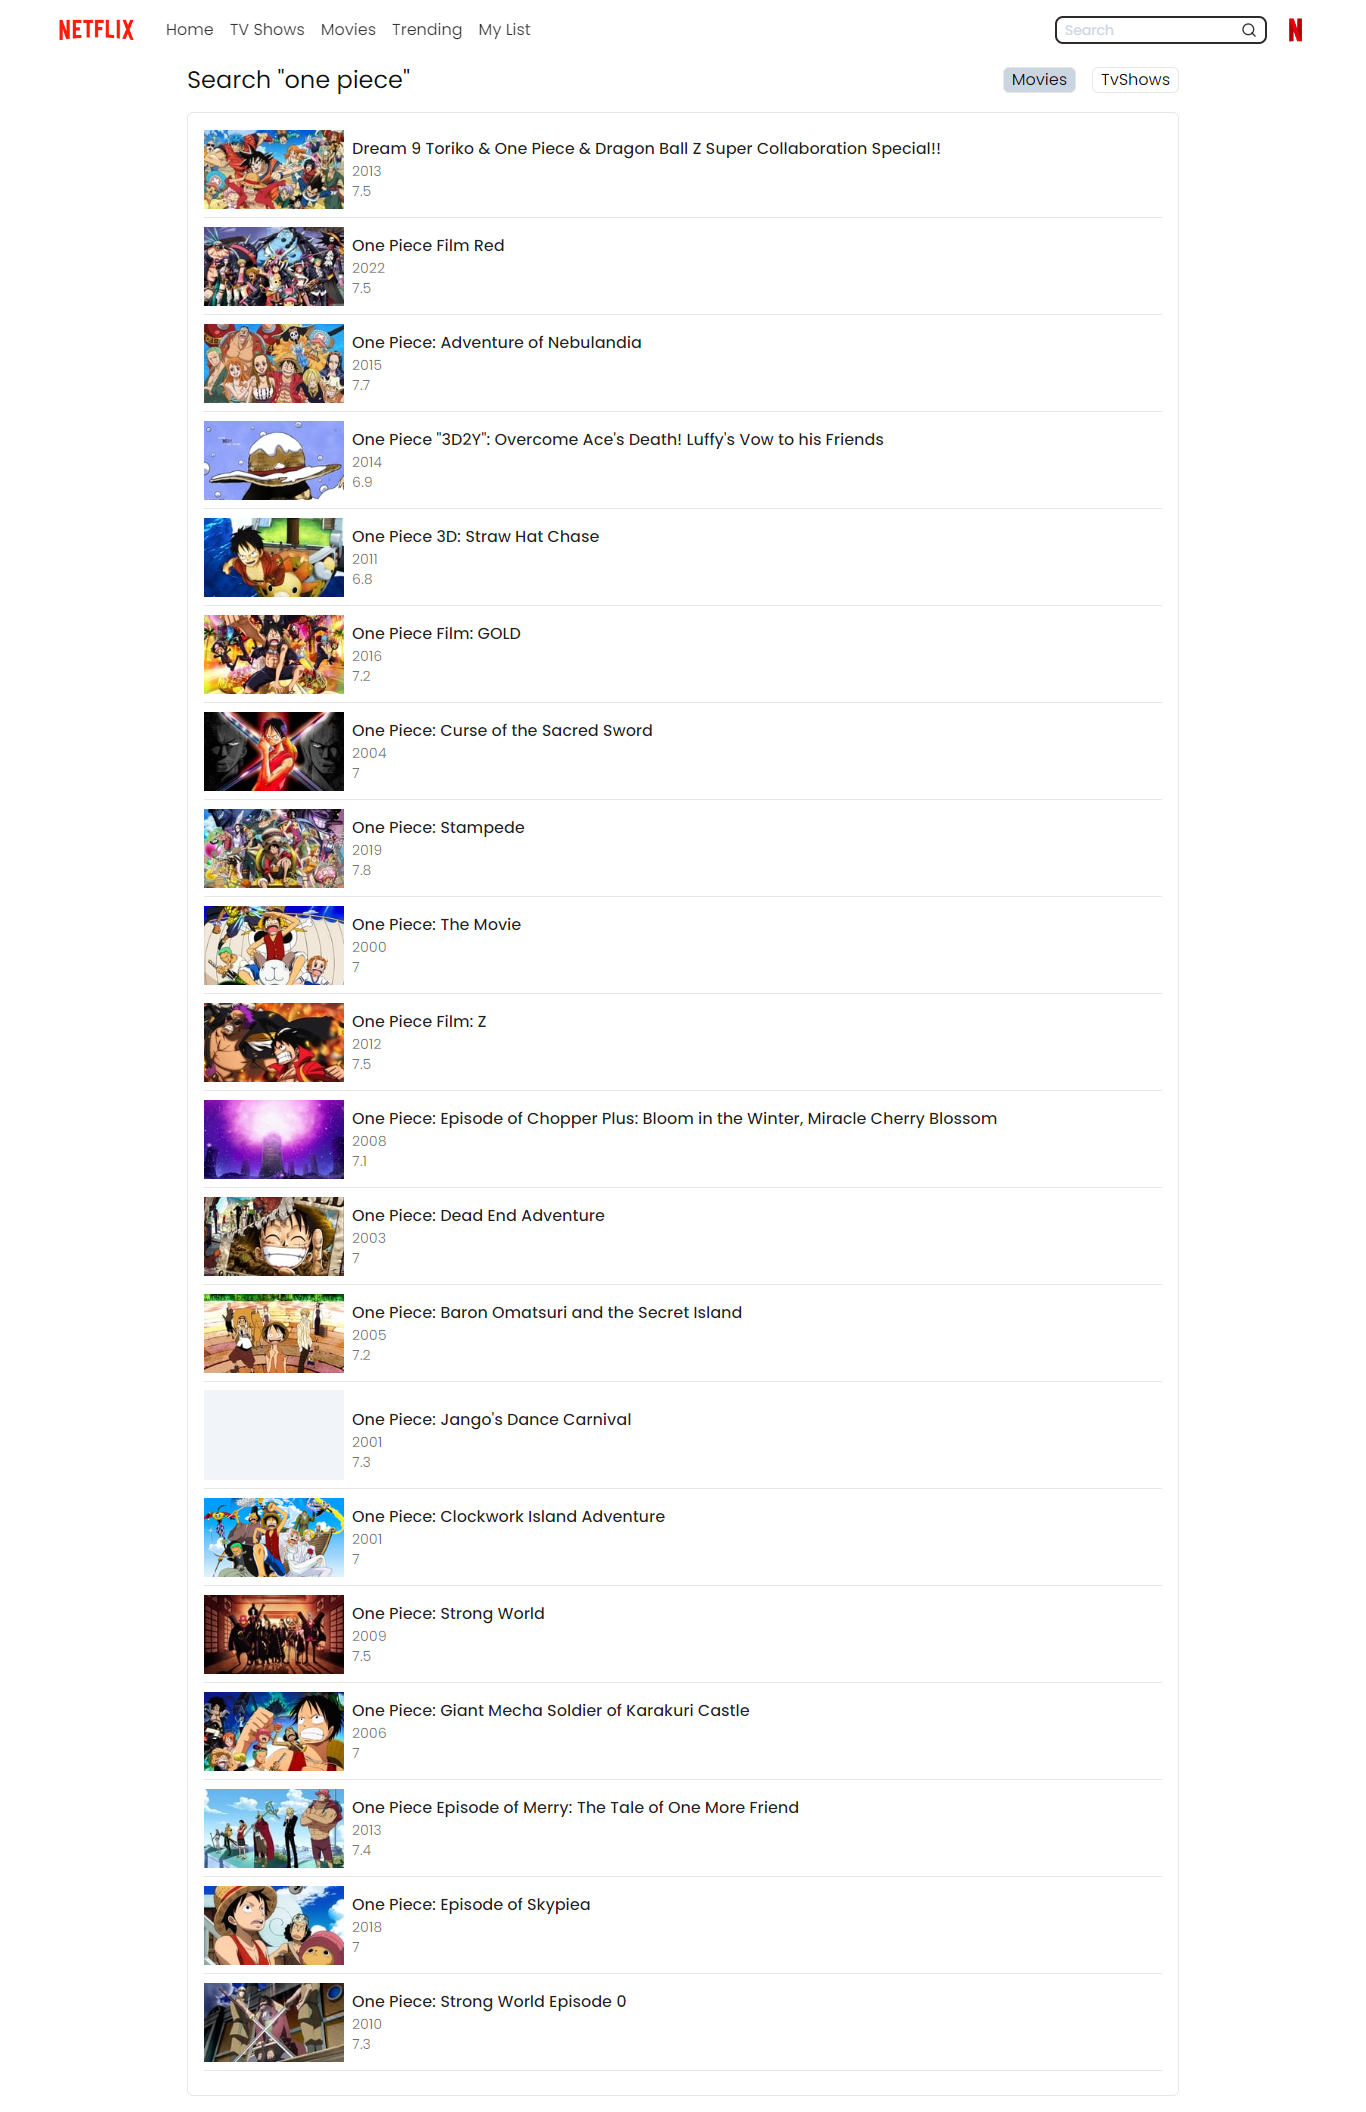 NETFLIX Home TV Shows Movies Trending My List Search N
Search "one piece" Movies TvShows
Dream 9 Toriko & One Piece & Dragon Ball Z Super Collaboration Special!!
2013
7.5
One Piece Film Red
2022
7.5
One Piece: Adventure of Nebulandia
2015
7.7
One Piece "3D2Y": Overcome Ace's Death! Luffy's Vow to his Friends
2014
6.9
One Piece 3D: Straw Hat Chase
2011
6.8
One Piece Film: GOLD
2016
7.2
One Piece: Curse of the Sacred Sword
2004
7
One Piece: Stampede
2019
7.8
One Piece: The Movie
2000
7
One Piece Film: Z
2012
7.5
One Piece: Episode of Chopper Plus: Bloom in the Winter, Miracle Cherry Blossom
2008
7.1
One Piece: Dead End Adventure
2003
7
One Piece: Baron Omatsuri and the Secret Island
2005
7.2
One Piece: Jango's Dance Carnival
2001
7.3
One Piece: Clockwork Island Adventure
2001
7
One Piece: Strong World
2009
7.5
One Piece: Giant Mecha Soldier of Karakuri Castle
2006
7
One Piece Episode of Merry: The Tale of One More Friend
2013
7.4
One Piece: Episode of Skypiea
2018
7
One Piece: Strong World Episode 0
2010
7.3